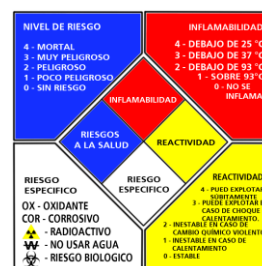 NIVEL DE RIESGO
4 - MORTAL
3 - MUY PELIGROSO
2 - PELIGROSO
1 - POCO PELIGROSO
0 - SIN RIESGO
INFLAMABILIDAD
4 - DEBAJO DE 25 °C
3 - DEBAJO DE 37 °C
2 - DEBAJO DE 93 °C
1 - SOBRE 93°C
0 - NO SE
INFLAMA
INFLAMABILIDAD
RIESGOS
A LA SALUD
REACTIVIDAD
RIESGO
ESPECIFICO
RIESGO
ESPECIFICO
OX - OXIDANTE
COR - CORROSIVO
- RADIOACTIVO
W - NO USAR AGUA
- RIESGO BIOLOGICO
REACTIVIDAD
4 - PUED EXPLOTAR
SÚBITAMENTE
3 - PUEDE EXPLOTAR
CASO DE CHOQUE
CALENTAMIENTO.
2 - INESTABLE EN CASO DE
CAMBIO QUÍMICO VIOLENTO
1 - INESTABLE EN CASO DE
CALENTAMIENTO
0 - ESTABLE